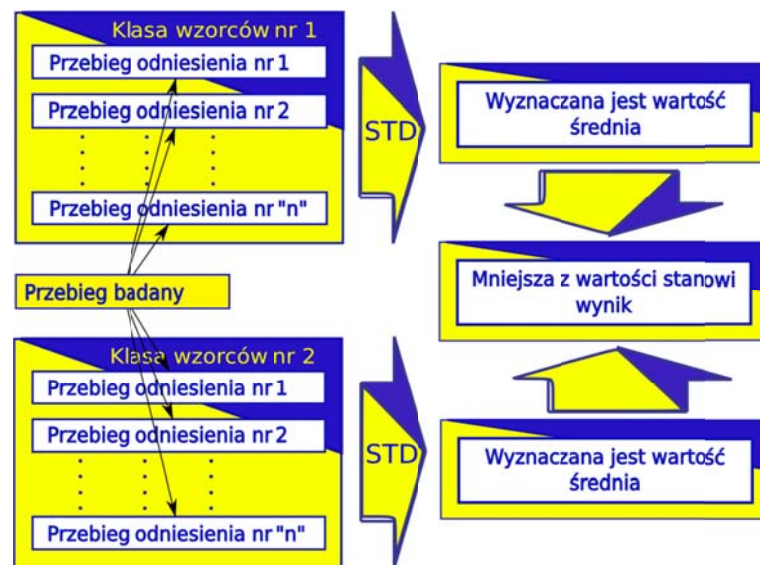 Klasa wzorców nr 1
Przebieg odniesienia nr 1
Przebieg odniesienia nr 2
Przebieg odniesienia nr "n"
STD
Wyznaczana jest wartość
średnia
Przebieg badany
Mniejsza z wartości stanowi
wynik
Klasa wzorców nr 2
Przebieg odniesienia nr 1
Przebieg odniesienia nr 2
Przebieg odniesienia nr "n"
STD
Wyznaczana jest wartość
średnia